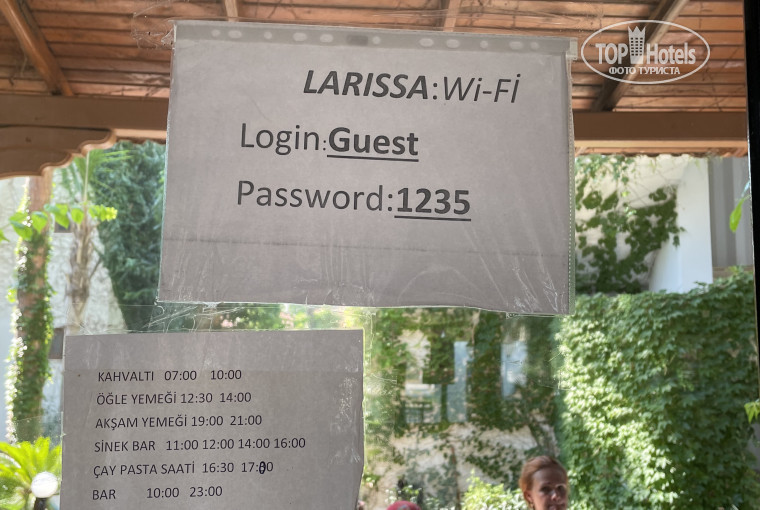 TOP Hotels
ФОТО ТУРИСТА
LARISSA:Wi-Fİ
Login:Guest
Password:1235
KAHVALTI 07:00 10:00
ÖĞLE YEMEĞİ 12:30 14:00
AKŞAM YEMEĞİ 19:00 21:00
SİNEK BAR 11:00 12:00 14:00 16:00
ÇAY PASTA SAATİ 16:30 17:00
BAR 10:00 23:00